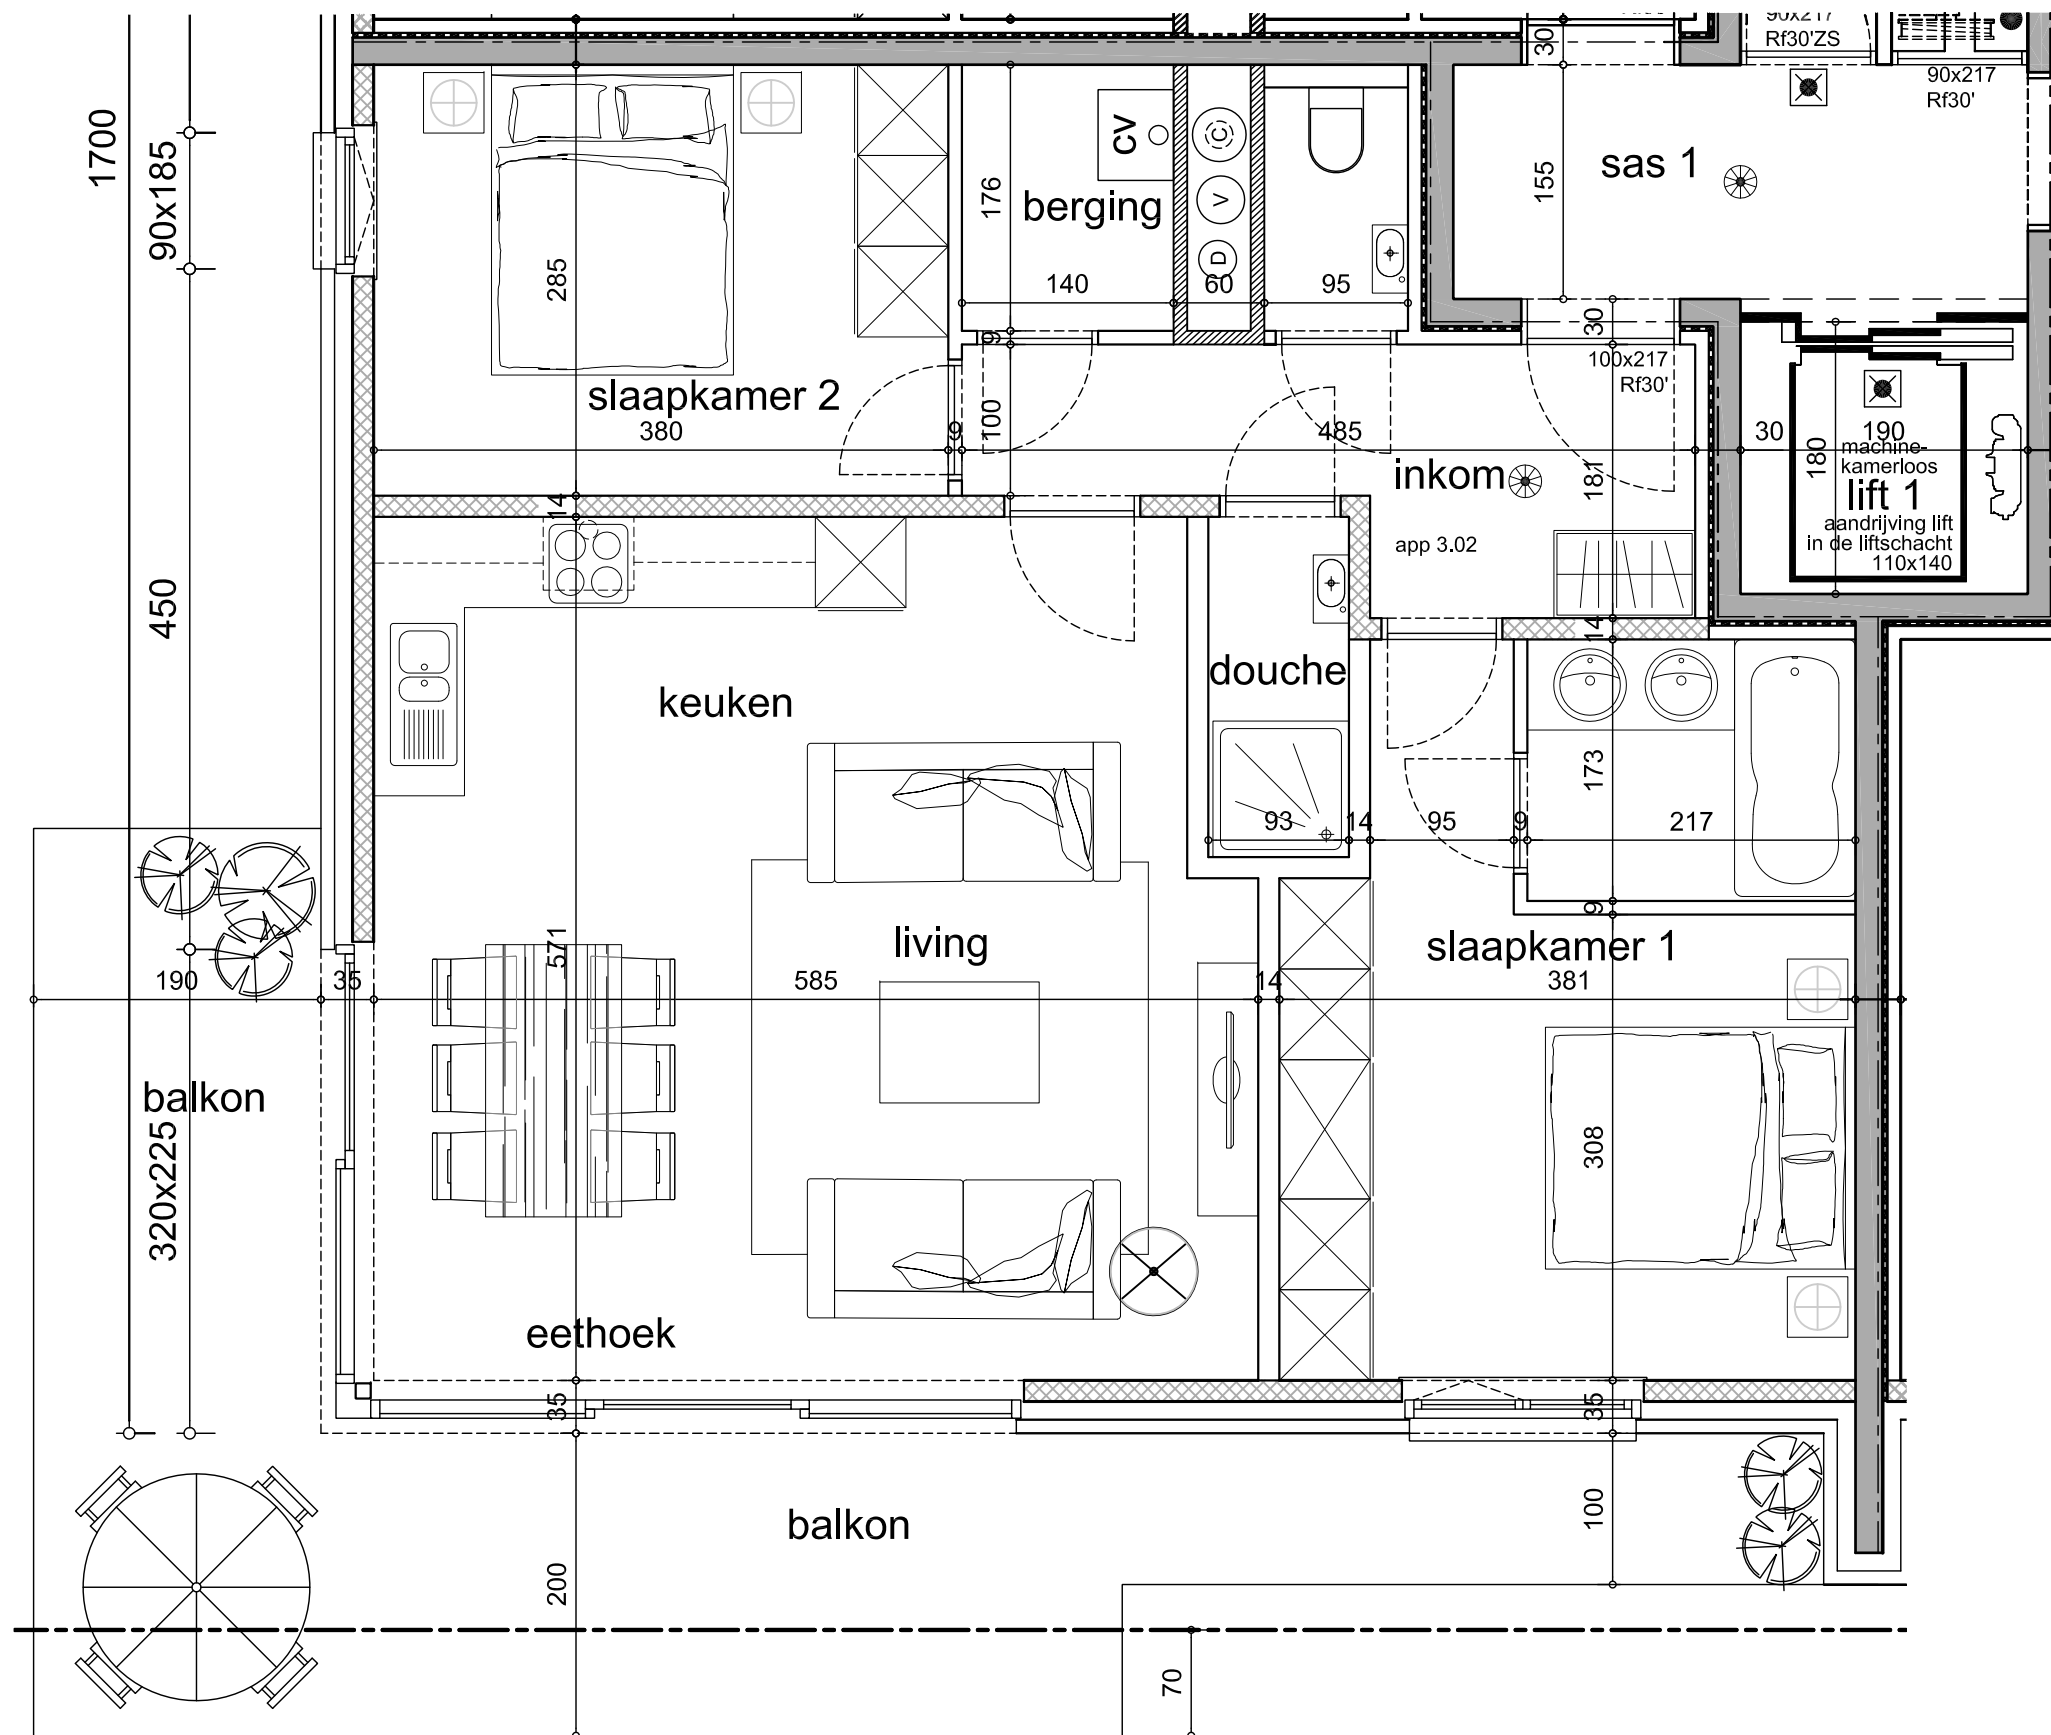 30
90x217
Rf30'ZS
90x217
Rf30'
1700
90x185
CV
C
V
D
sas 1
155
176
berging
285
140
60
95
30
9
100x217
Rf30'
slaapkamer 2
380
9
100
485
30
190
180
machine-
kamerloos
lift 1
aandrijving lift
in de liftschacht
110x140
inkom
181
14
app 3.02
450
14
douche
keuken
173
93
14
95
9
217
9
571
living
slaapkamer 1
190
35
585
14
381
balkon
308
320x225
eethoek
35
35
balkon
100
200
70